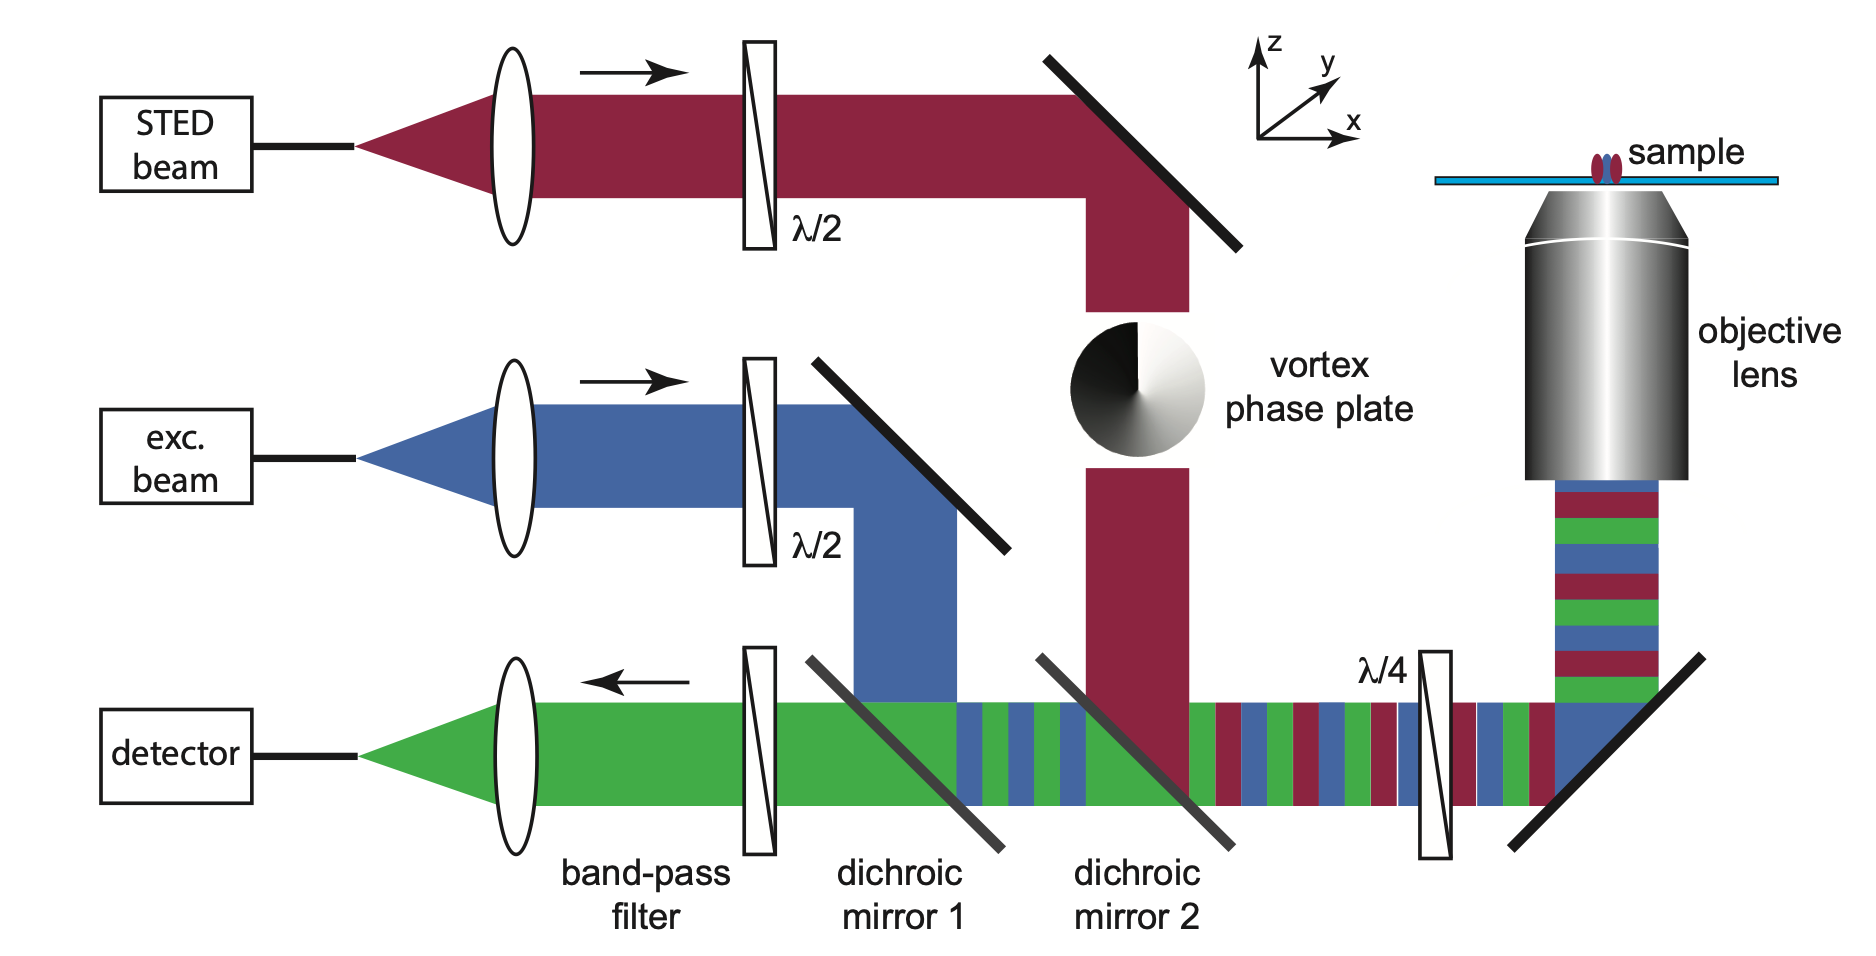 STED
beam
λ/2
z
y
x
sample
exc.
beam
λ/2
vortex
phase plate
objective
lens
detector
λ/4
band-pass
filter
dichroic
mirror 1
dichroic
mirror 2